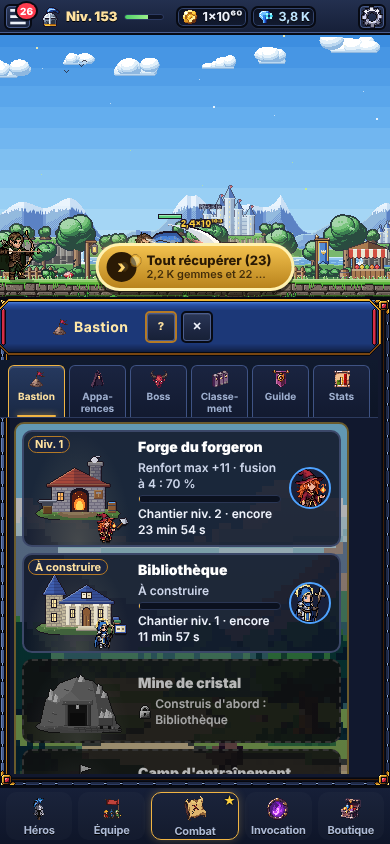 26
Niv. 153
1×10⁶⁰
3,8 K
Tout récupérer (23)
2,2 K gemmes et 22 ...
Bastion
?
×
Bastion
Appa-
rences
Boss
Classe-
ment
Guilde
Stats
Niv. 1
Forge du forgeron
Renfort max +11 · fusion
à 4 : 70 %
Chantier niv. 2 · encore
23 min 54 s
À construire
Bibliothèque
À construire
Chantier niv. 1 · encore
11 min 57 s
Mine de cristal
Construis d'abord :
Bibliothèque
Camp d'entraînement
Héros
Équipe
Combat
Invocation
Boutique